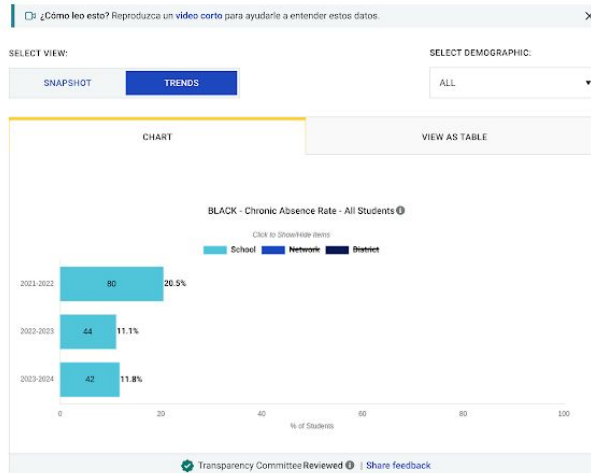 ¿Cómo leo esto? Reproduzca un video corto para ayudarle a entender estos datos.
SELECT VIEW:
SELECT DEMOGRAPHIC:
SNAPSHOT
TRENDS
ALL
CHART
VIEW AS TABLE
BLACK - Chronic Absence Rate - All Students
Click to Show/Hide Items
School Network District
2021-2022 80 20.5%
2022-2023 44 11.1%
2023-2024 42 11.8%
0 20 40 60 80 100
% of Students
Transparency Committee Reviewed | Share feedback